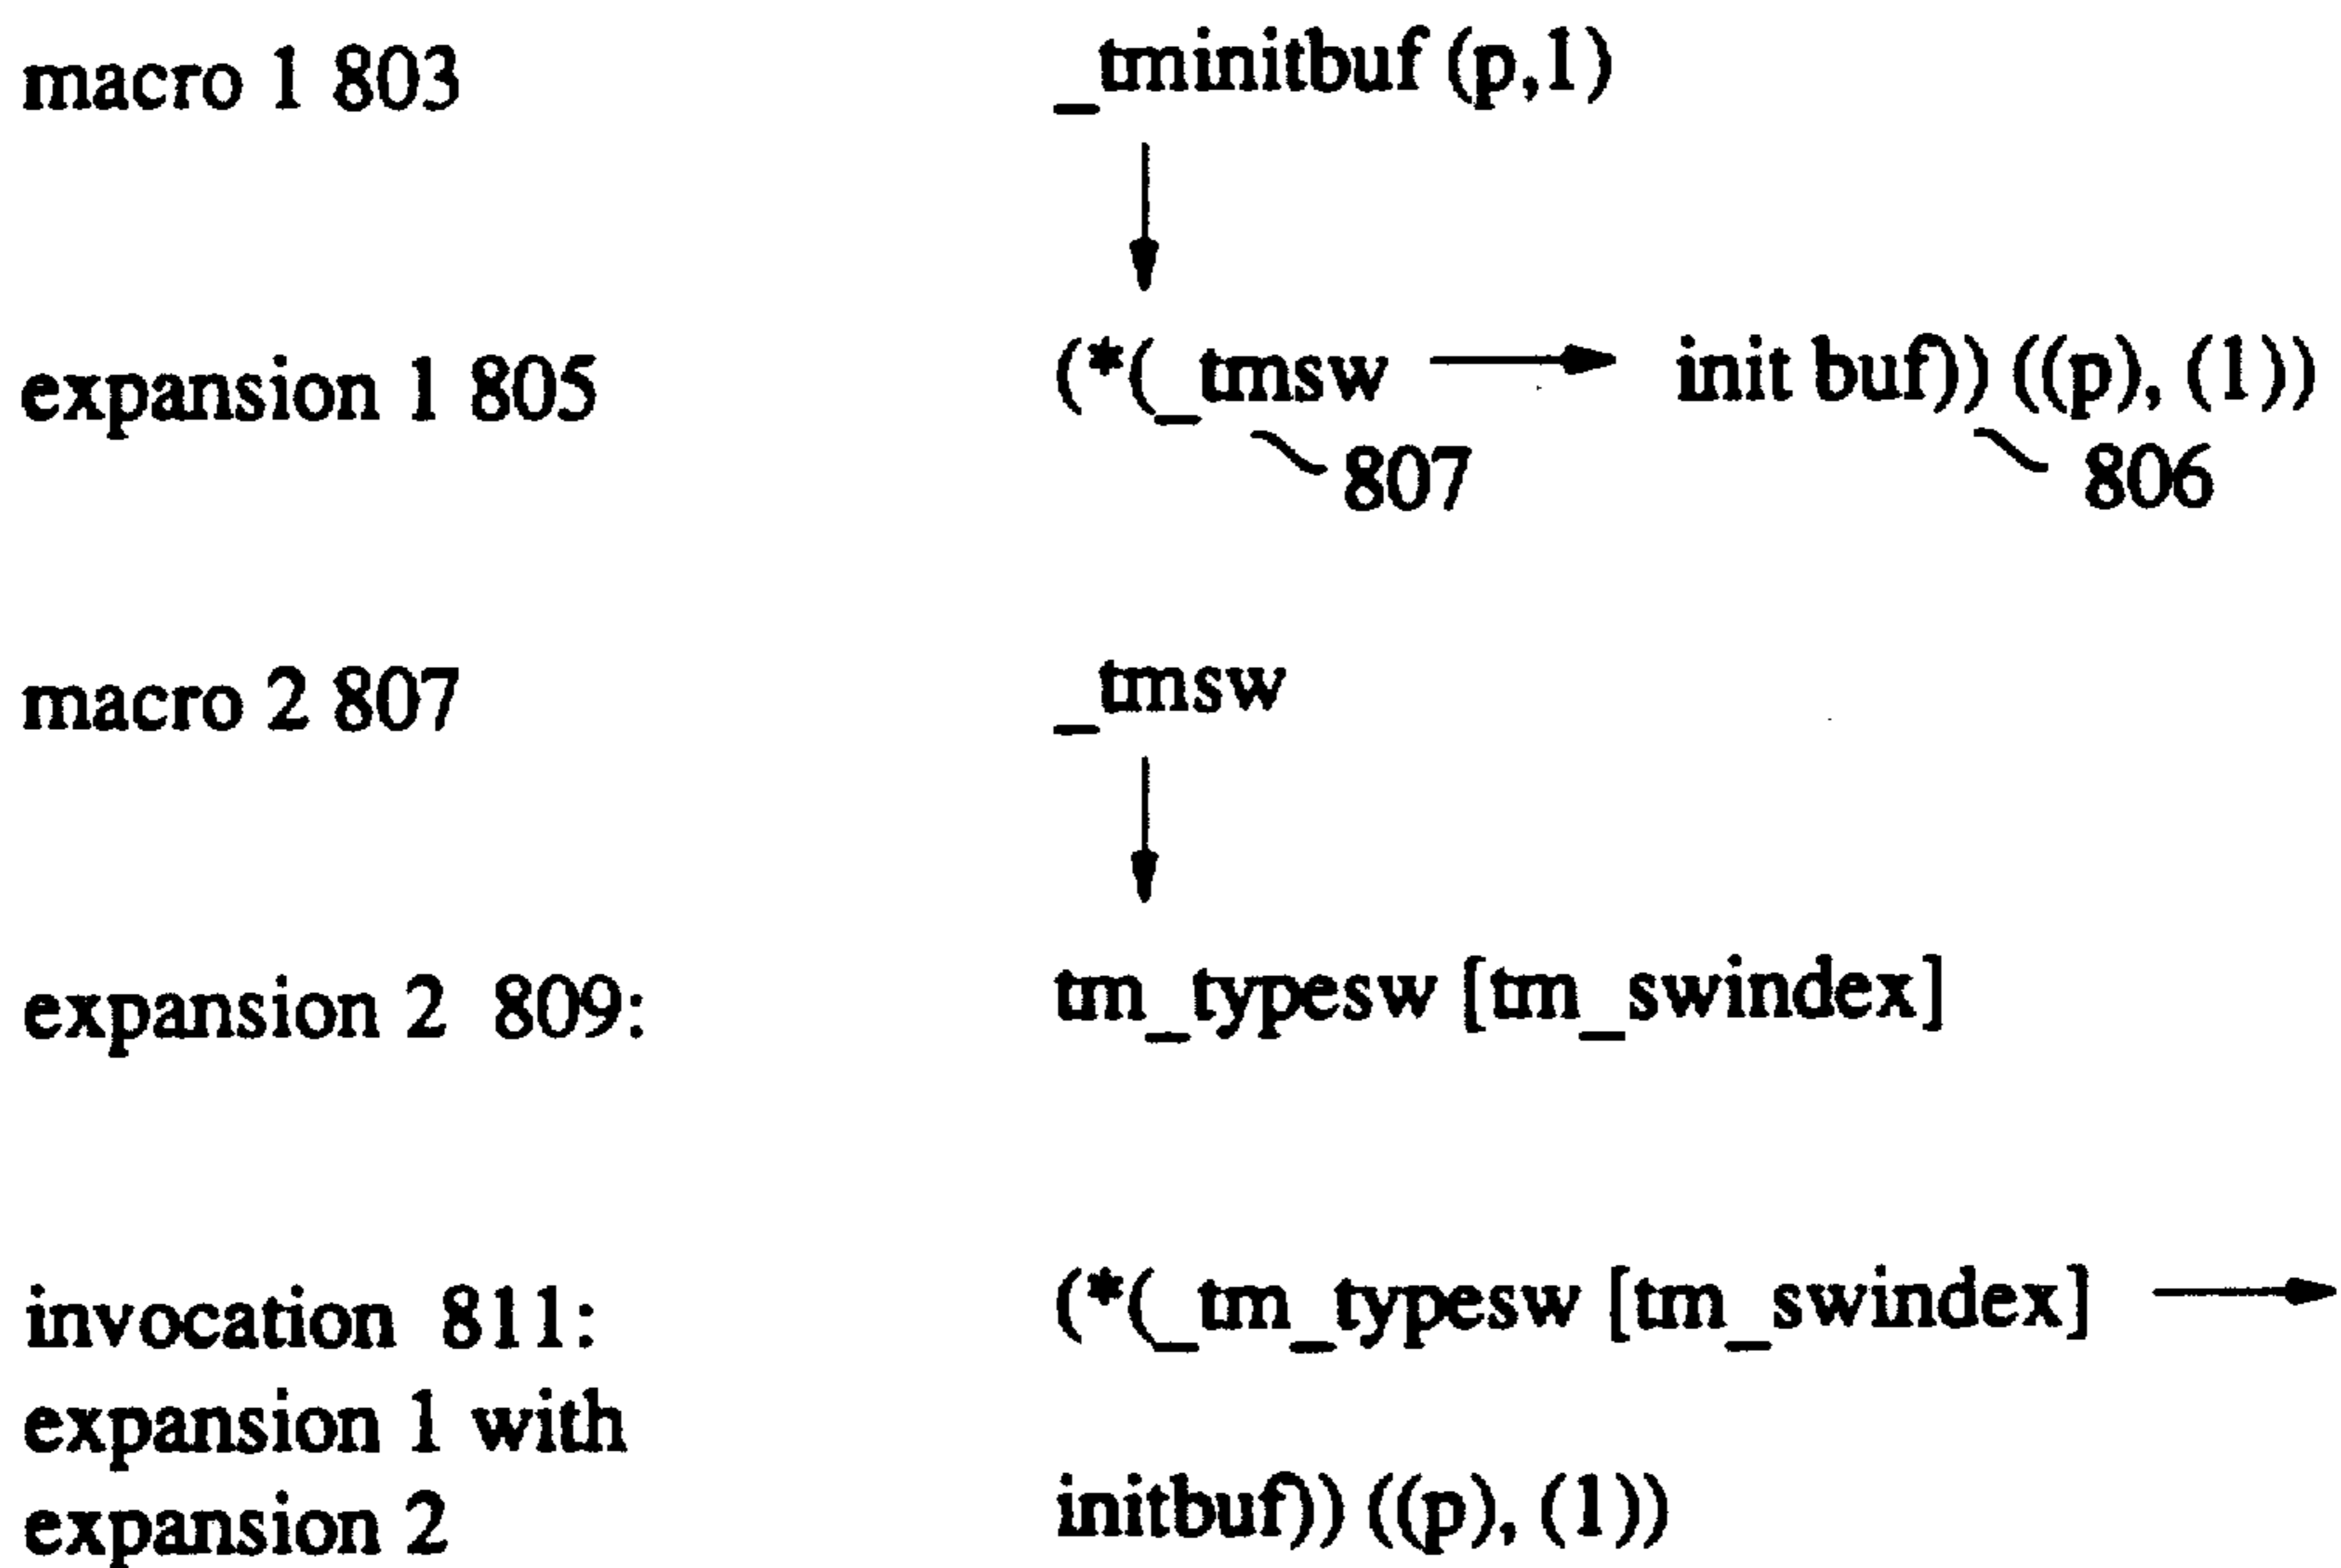 macro 1 803 _tminitbuf (p,1)
expansion 1 805 (*(_tmsw → init buf)) ((p), (1))
807 806
macro 2 807 _tmsw
expansion 2 809: tm_typesw [tm_swindex]
invocation 811: (*(_tm_typesw [tm_swindex] →
expansion 1 with
expansion 2 initbuf)) ((p), (1))